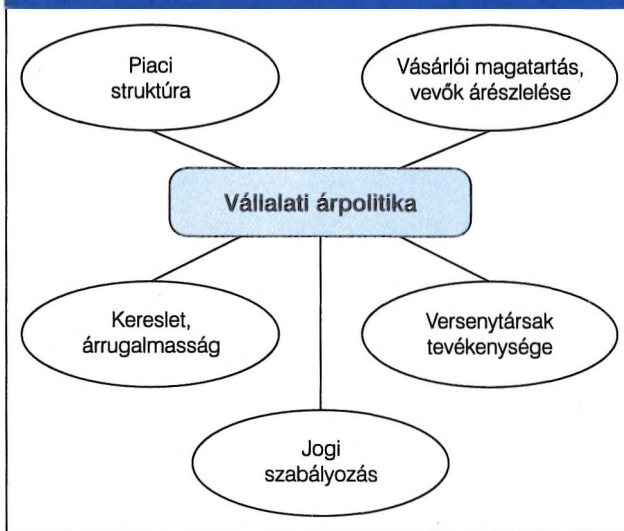 Piaci
struktúra
Vásárlói magatartás,
vevők árészlelése
Vállalati árpolitika
Kereslet,
árrugalmasság
Versenytársak
tevékenysége
Jogi
szabályozás